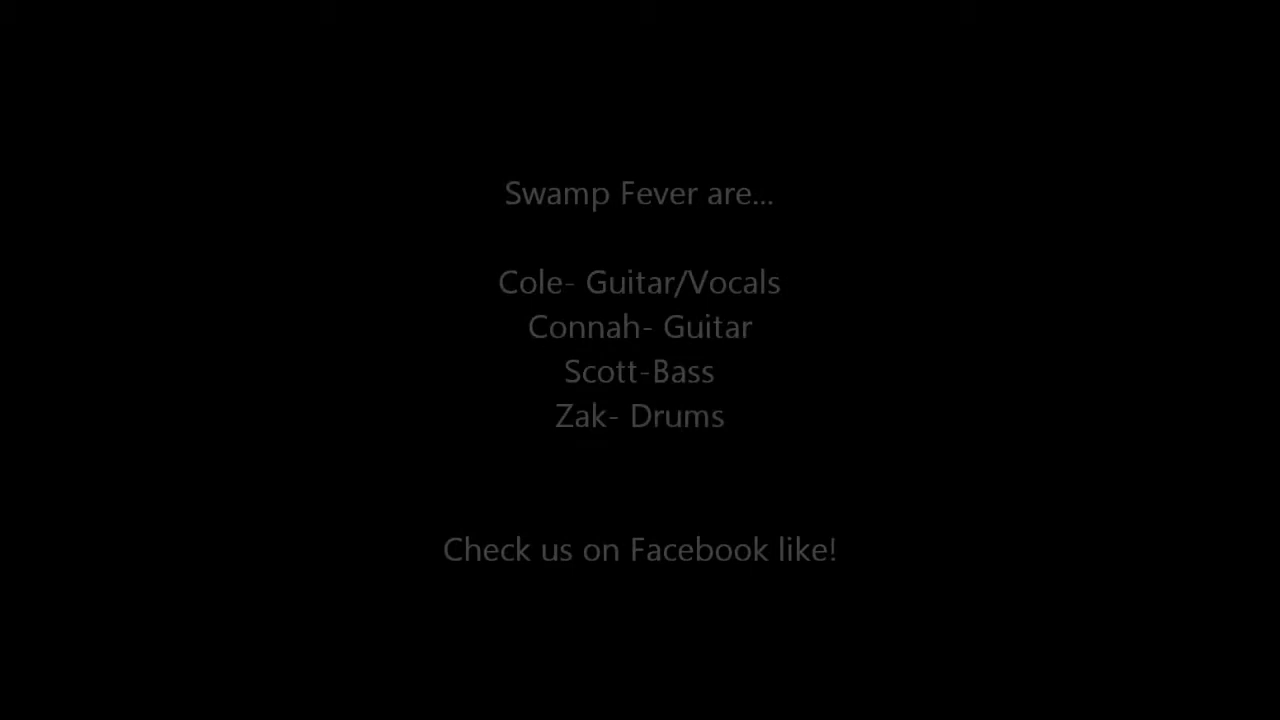 Swamp Fever are...
Cole- Guitar/Vocals
Connah- Guitar
Scott-Bass
Zak- Drums
Check us on Facebook like!